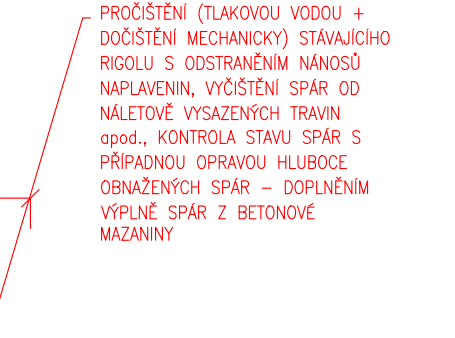 PROČIŠTĚNÍ (TLAKOVOU VODOU +
DOČIŠTĚNÍ MECHANICKY) STÁVAJÍCÍHO
RIGOLU S ODSTRANĚNÍM NÁNOSŮ
NAPLAVENIN, VYČIŠTĚNÍ SPÁR OD
NÁLETOVĚ VYSAZENÝCH TRAVIN
apod., KONTROLA STAVU SPÁR S
PŘÍPADNOU OPRAVOU HLUBOCE
OBNAŽENÝCH SPÁR – DOPLNĚNÍM
VÝPLNĚ SPÁR Z BETONOVÉ
MAZANINY